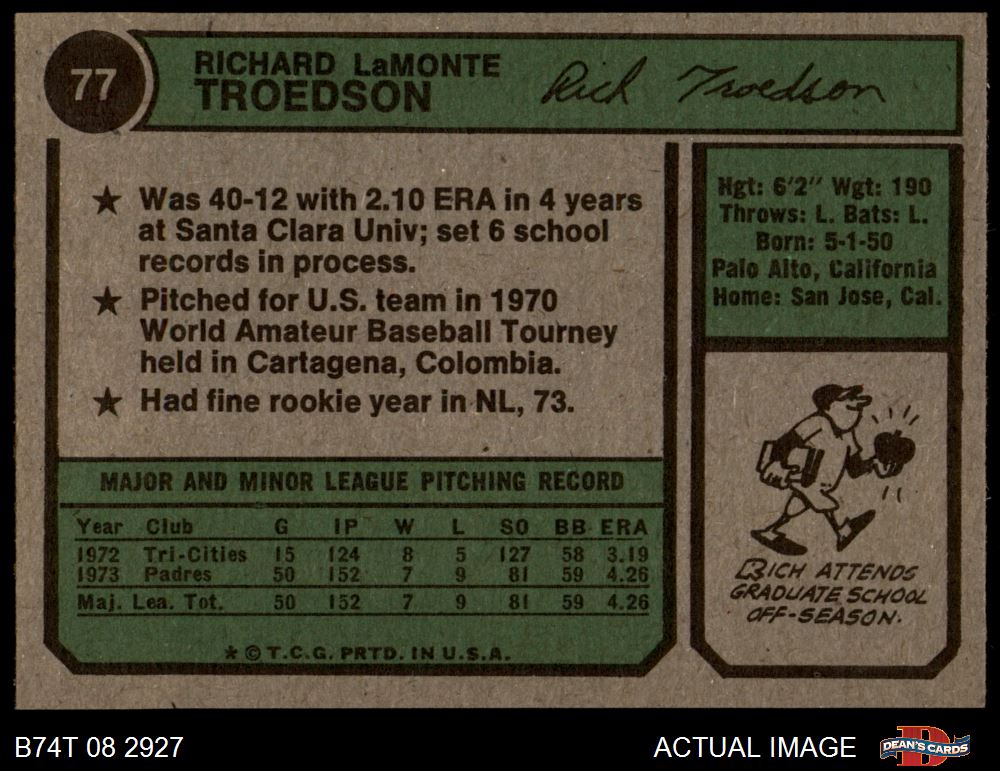 77
RICHARD LaMONTE
TROEDSON
Rich Troedson
★ Was 40-12 with 2.10 ERA in 4 years
at Santa Clara Univ; set 6 school
records in process.
★ Pitched for U.S. team in 1970
World Amateur Baseball Tourney
held in Cartagena, Colombia.
★ Had fine rookie year in NL, 73.
Hgt: 6'2" Wgt: 190
Throws: L. Bats: L.
Born: 5-1-50
Palo Alto, California
Home: San Jose, Cal.
MAJOR AND MINOR LEAGUE PITCHING RECORD
Year Club G IP W L SO BB ERA
1972 Tri-Cities 15 124 8 5 127 58 3.19
1973 Padres 50 152 7 9 81 59 4.26
Maj. Lea. Tot. 50 152 7 9 81 59 4.26
★ © T.C.G. PRTD. IN U.S.A.
RICH ATTENDS
GRADUATE SCHOOL
OFF-SEASON.
B74T 08 2927
ACTUAL IMAGE
DEAN'S CARDS